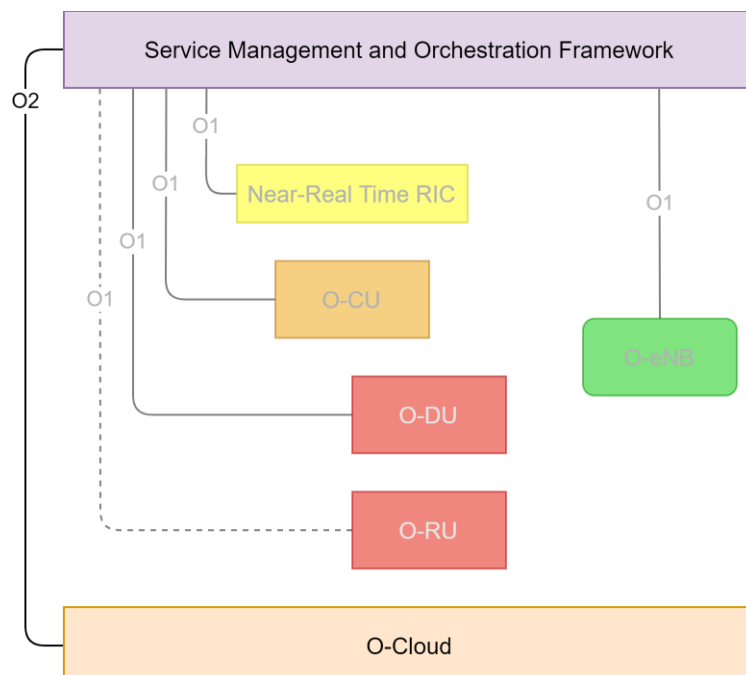 Service Management and Orchestration Framework
O2
O1
Near-Real Time RIC
O1
O1
O1
O-CU
O1
O-eNB
O-DU
O-RU
O-Cloud